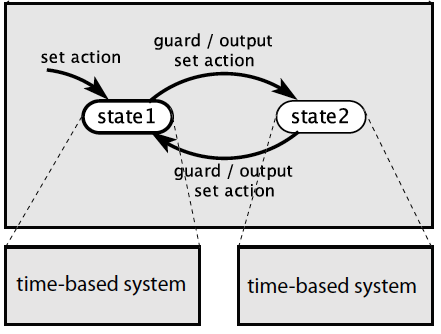 guard / output
set action
set action
state1
state2
guard / output
set action
time-based system
time-based system